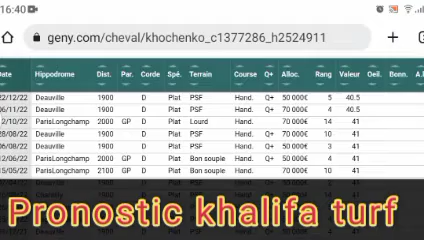 16:40
geny.com/cheval/khochenko_c1377286_h2524911
Date Hippodrome Dist. Par. Corde Spé. Terrain Course Q+ Alloc. Rang Valeur Oeil. Bonn.
22/12/22 Deauville 1900 D Plat PSF Hand. Q+ 50 000€ 5 40.5
06/11/22 Deauville 1900 D Plat PSF Hand. Q+ 70 000€ 4 40.5
2/10/22 ParisLongchamp 2000 GP D Plat Lourd Hand. 70 000€ 14 41
28/08/22 Deauville 1900 D Plat PSF Hand. Q+ 70 000€ 10 41
06/08/22 Deauville 1900 D Plat PSF Hand. Q+ 50 000€ 3 41
12/06/22 ParisLongchamp 2000 GP D Plat Bon souple Hand. Q+ 50 000€ 4 41
15/05/22 ParisLongchamp 2100 GP D Plat Bon souple Hand. 70 000€ 10 41
Pronostic khalifa turf